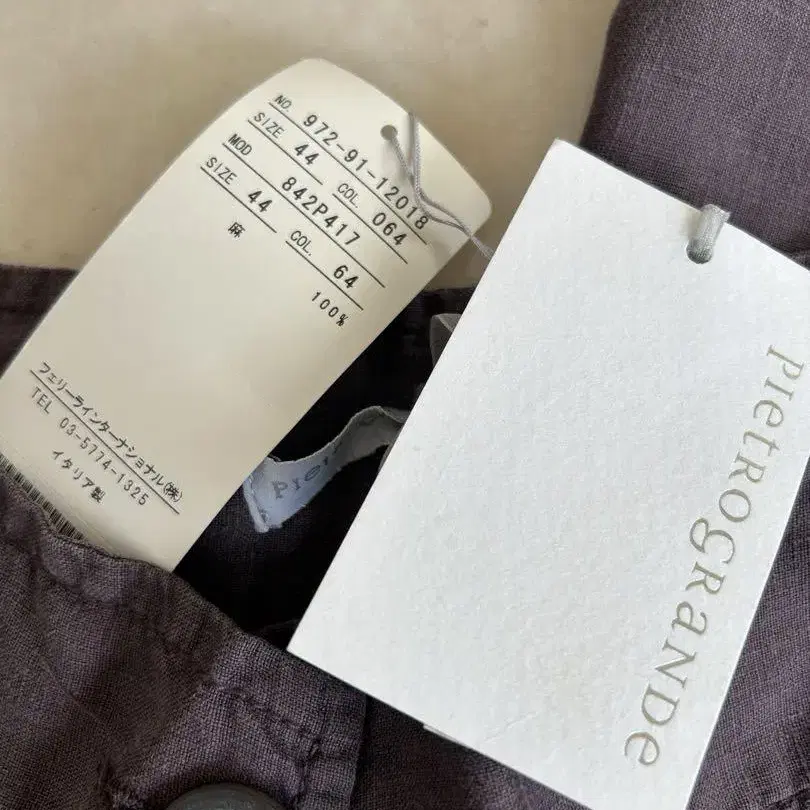 NO. 972-91-12018
SIZE 44 COL. 064
MOD 842P417
SIZE 44 COL. 64
麻 100%
フェリーラインターナショナル(株)
TEL 03-5774-1325
イタリア製
PIetROgRaNDe